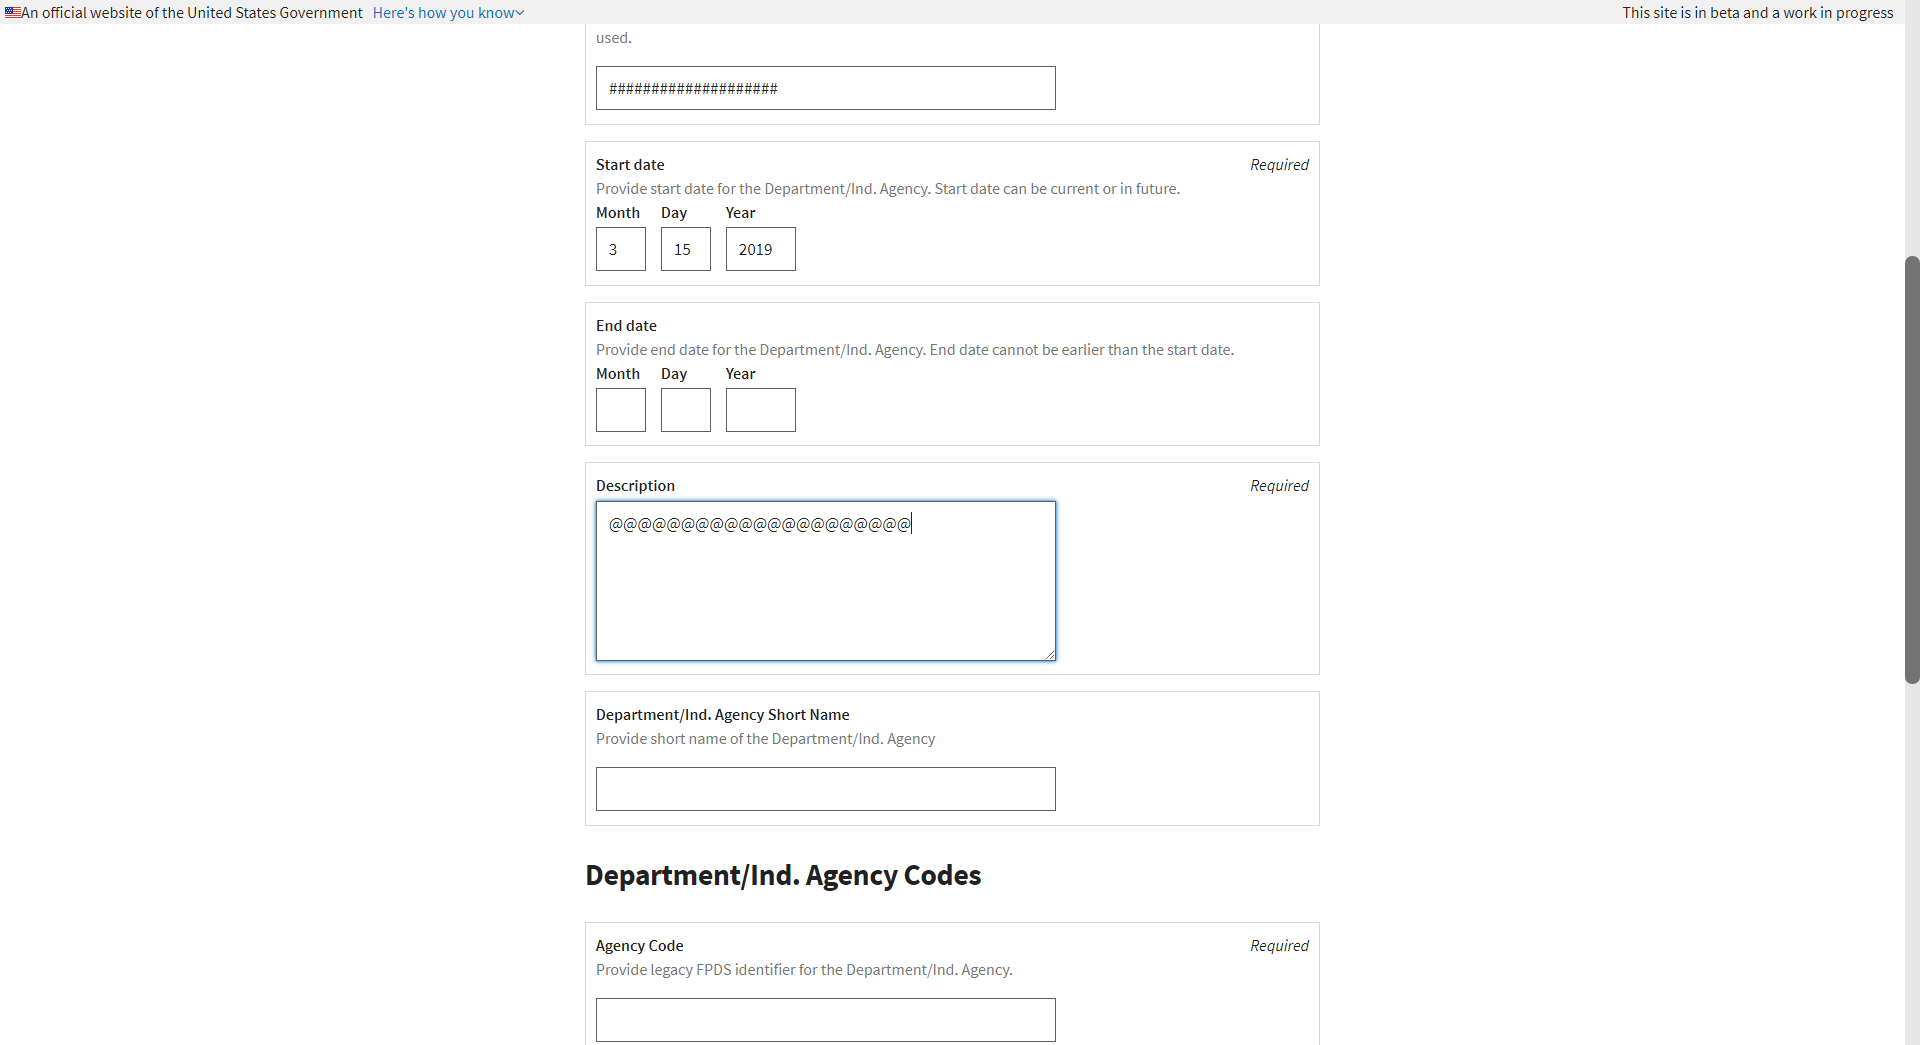 An official website of the United States Government Here's how you know
This site is in beta and a work in progress
used.
####################
Start date Required
Provide start date for the Department/Ind. Agency. Start date can be current or in future.
Month Day Year
3 15 2019
End date
Provide end date for the Department/Ind. Agency. End date cannot be earlier than the start date.
Month Day Year
Description Required
@@@@@@@@@@@@@@@@@@@@@
Department/Ind. Agency Short Name
Provide short name of the Department/Ind. Agency
Department/Ind. Agency Codes
Agency Code Required
Provide legacy FPDS identifier for the Department/Ind. Agency.